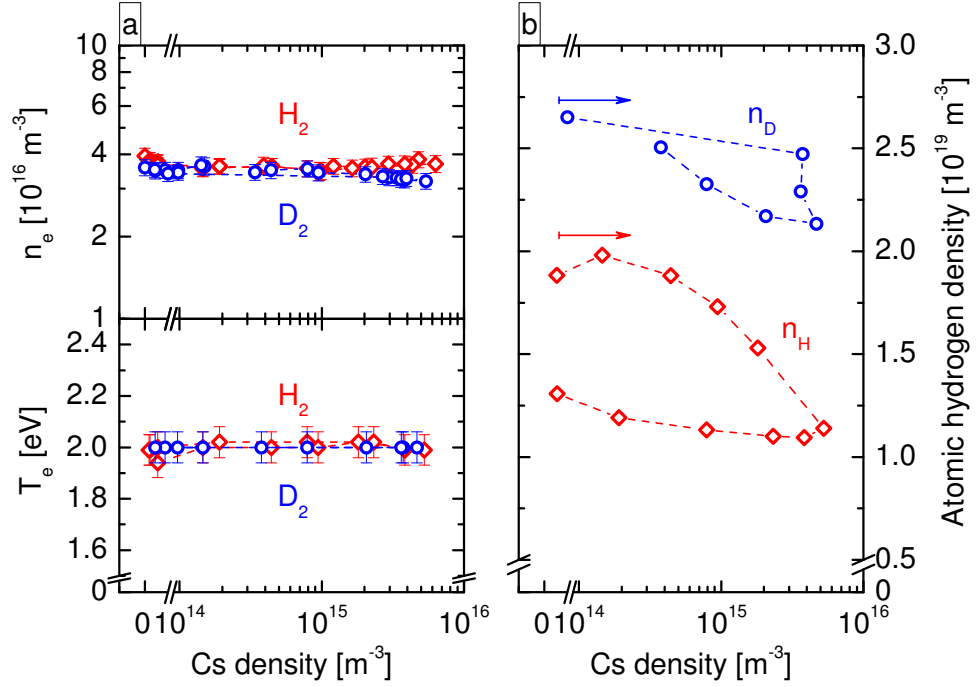 a
10
4
2
1
n_e [10^16 m^-3]
H_2
D_2
2.4
2.2
2.0
1.8
1.6
0
T_e [eV]
H_2
D_2
0 10^14 10^15 10^16
Cs density [m^-3]
b
n_D
n_H
3.0
2.5
2.0
1.5
1.0
0.5
0
Atomic hydrogen density [10^19 m^-3]
0 10^14 10^15 10^16
Cs density [m^-3]